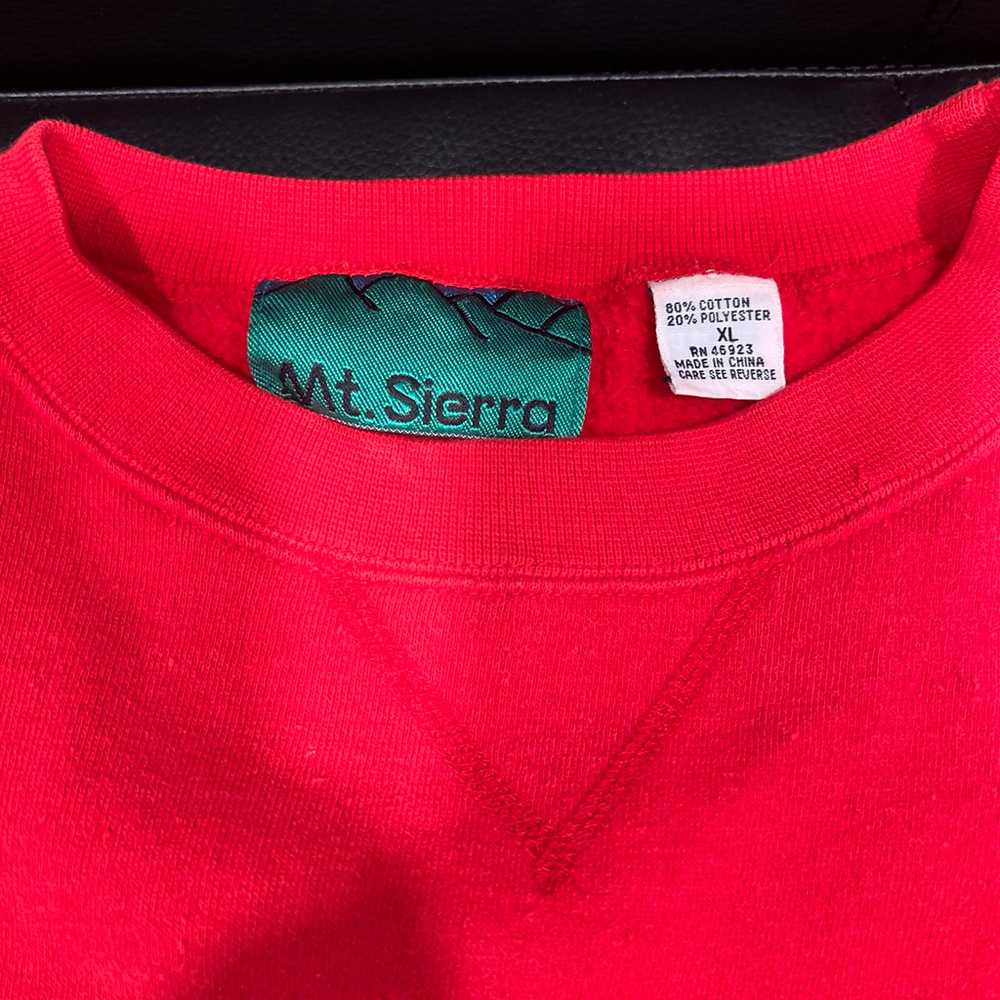 Mt. Sierra
80% COTTON
20% POLYESTER
XL
RN 46923
MADE IN CHINA
CARE SEE REVERSE